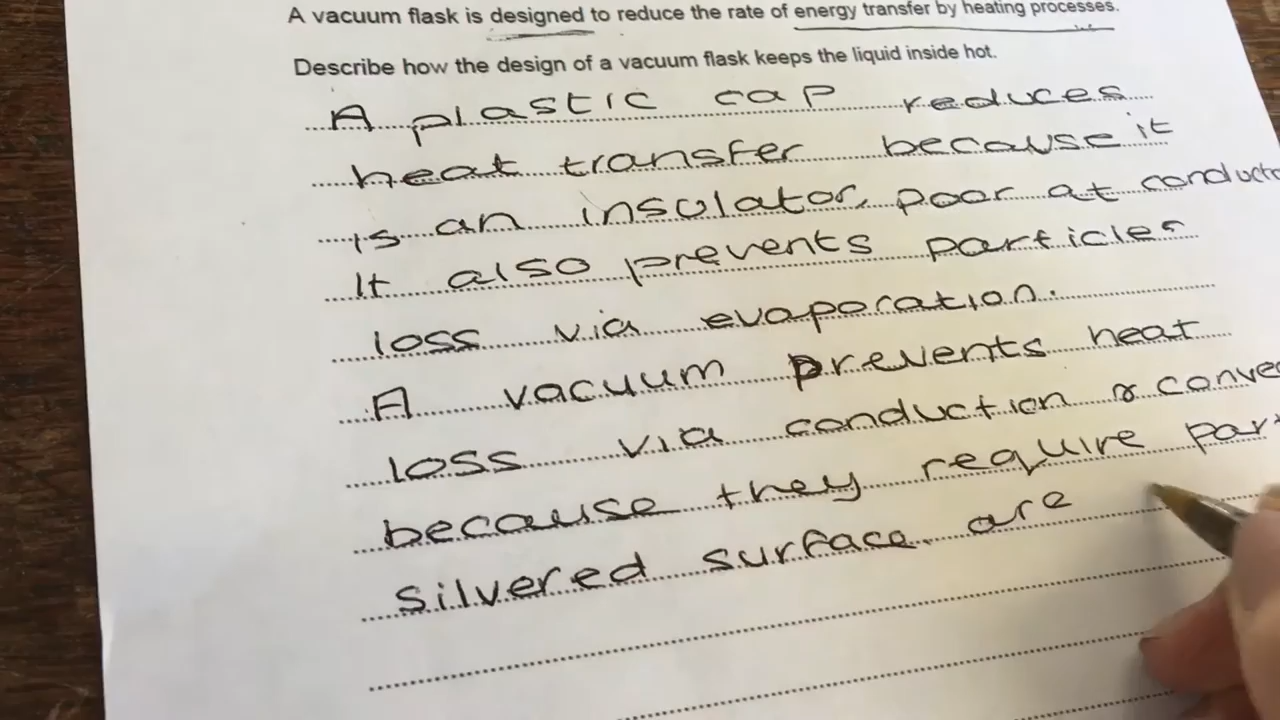 A vacuum flask is designed to reduce the rate of energy transfer by heating processes.
Describe how the design of a vacuum flask keeps the liquid inside hot.
A plastic cap reduces
heat transfer because it
is an insulator, poor at conducto
It also prevents particles
loss via evaporation.
A vacuum prevents heat
loss via conduction & conve
because they require part
silvered surface are